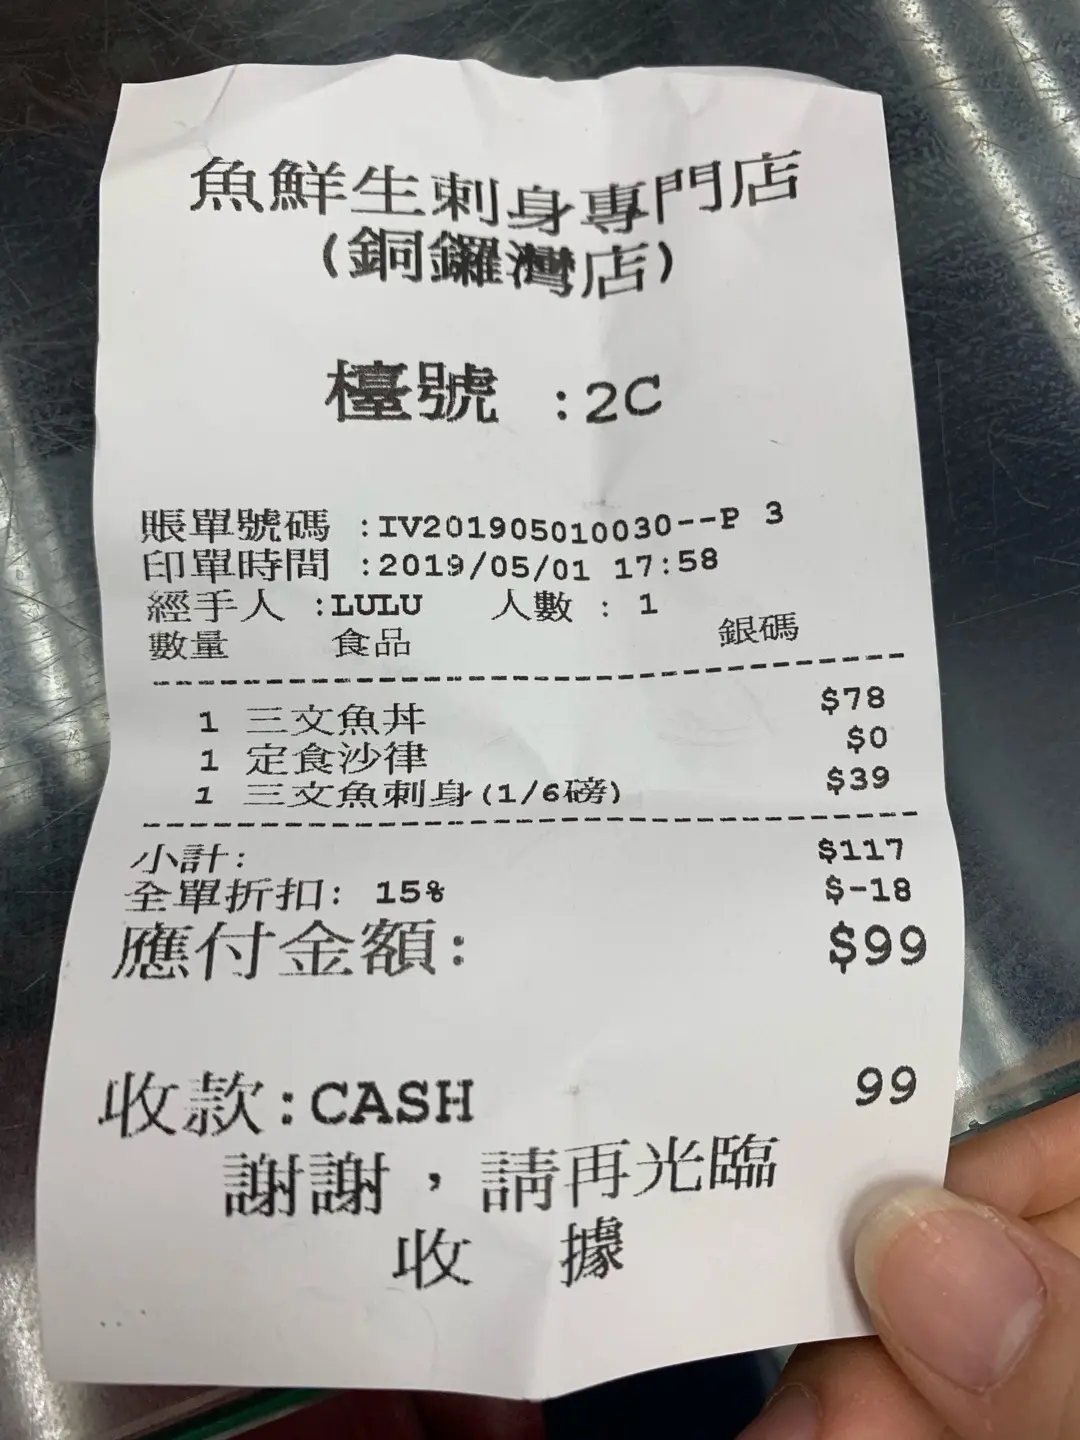 魚鮮生刺身專門店
(銅鑼灣店)
檯號 :2C
賬單號碼 :IV201905010030--P 3
印單時間 :2019/05/01 17:58
經手人 :LULU 人數 : 1
數量 食品 銀碼
1 三文魚丼 $78
1 定食沙律 $0
1 三文魚刺身(1/6磅) $39
小計: $117
全單折扣: 15% $-18
應付金額: $99
收款:CASH 99
謝謝，請再光臨
收 據